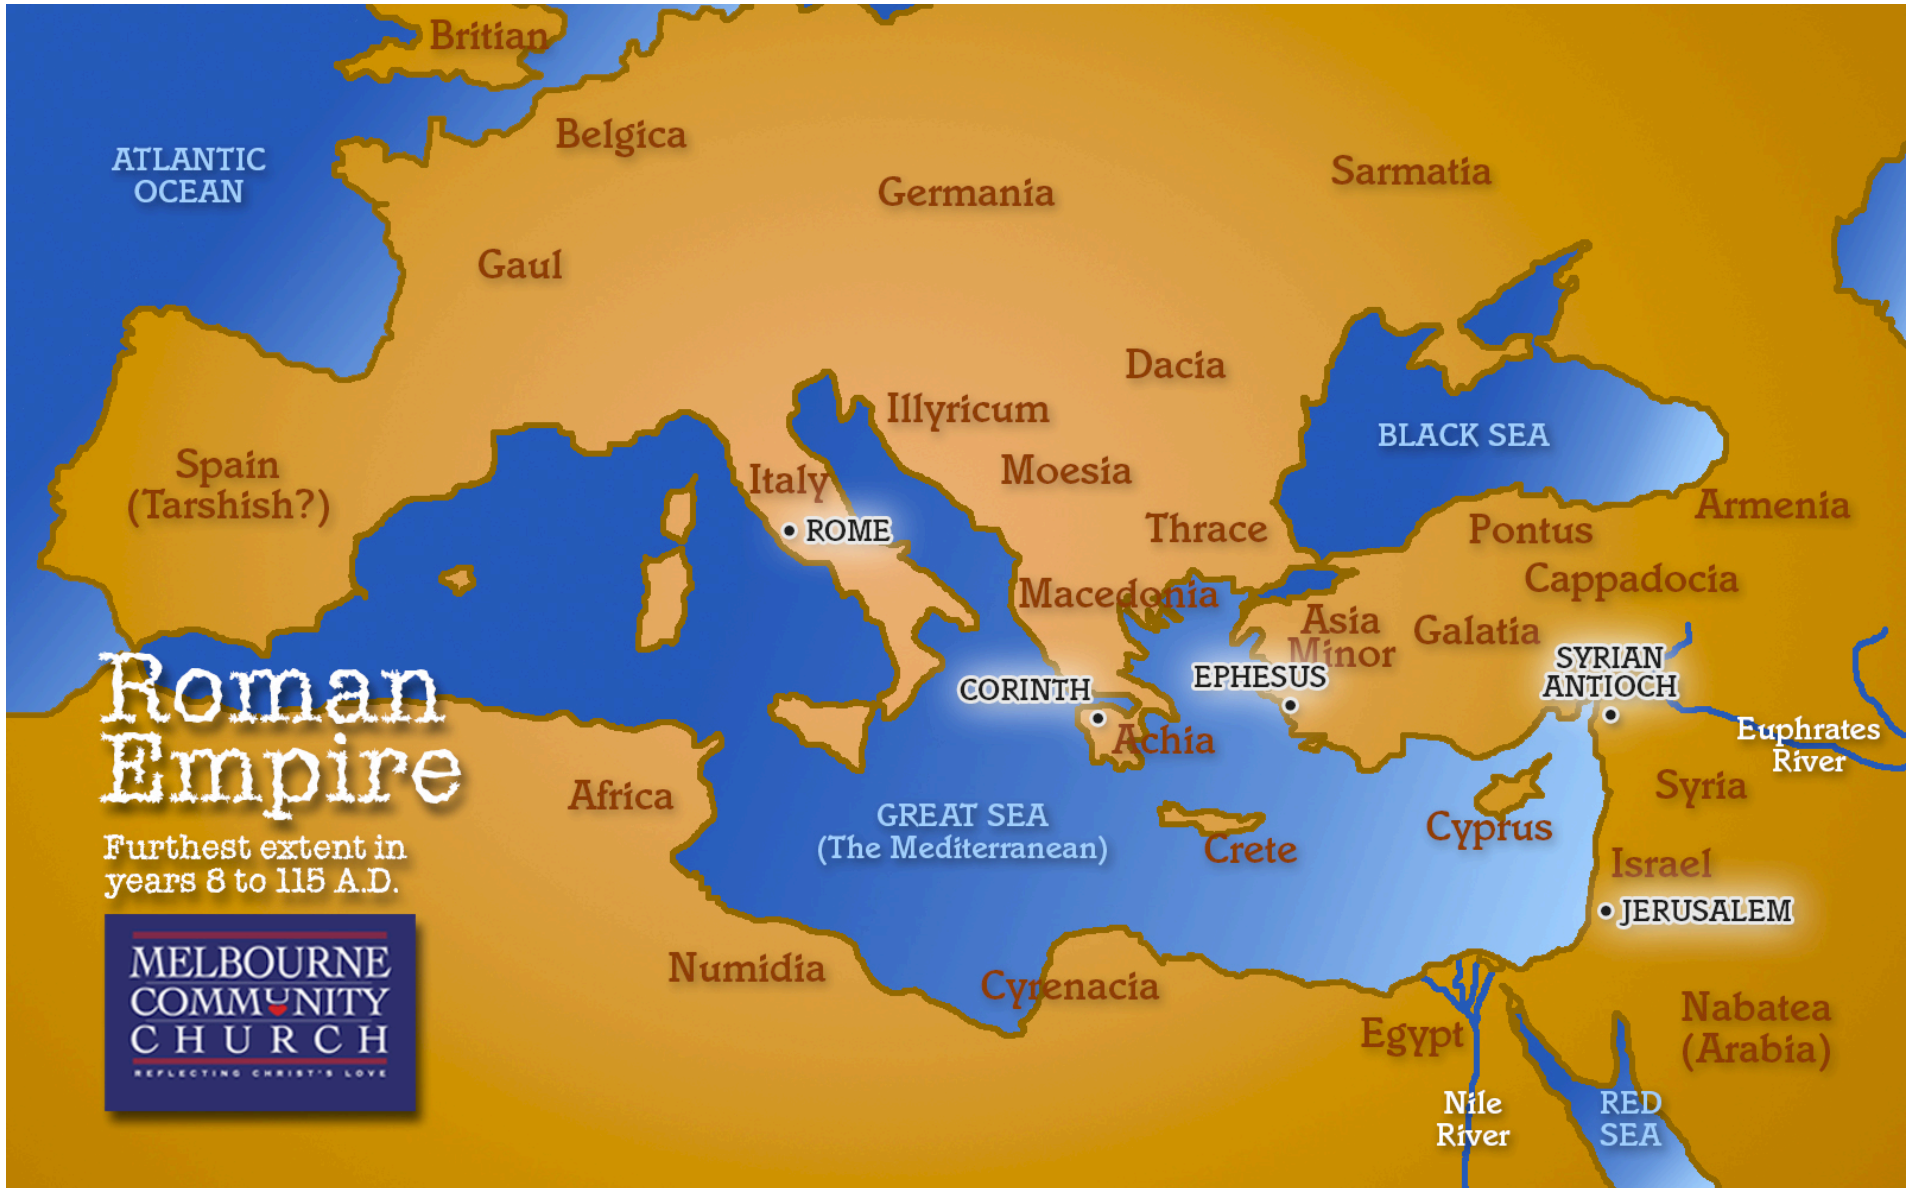 Britian
Belgica
ATLANTIC
OCEAN
Germania
Sarmatia
Gaul
Dacia
Illyricum
BLACK SEA
Spain
(Tarshish?)
Italy
Moesia
Armenia
ROME
Thrace
Pontus
Cappadocia
Macedonia
Asia
Minor
Galatia
SYRIAN
ANTIOCH
CORINTH
EPHESUS
Achia
Euphrates
River
Roman
Empire
Furthest extent in
years 8 to 115 A.D.
Africa
GREAT SEA
(The Mediterranean)
Crete
Cyprus
Syria
Israel
JERUSALEM
Numidia
Cyrenacia
Egypt
Nabatea
(Arabia)
Nile
River
RED
SEA
MELBOURNE
COMMUNITY
CHURCH
REFLECTING CHRIST'S LOVE